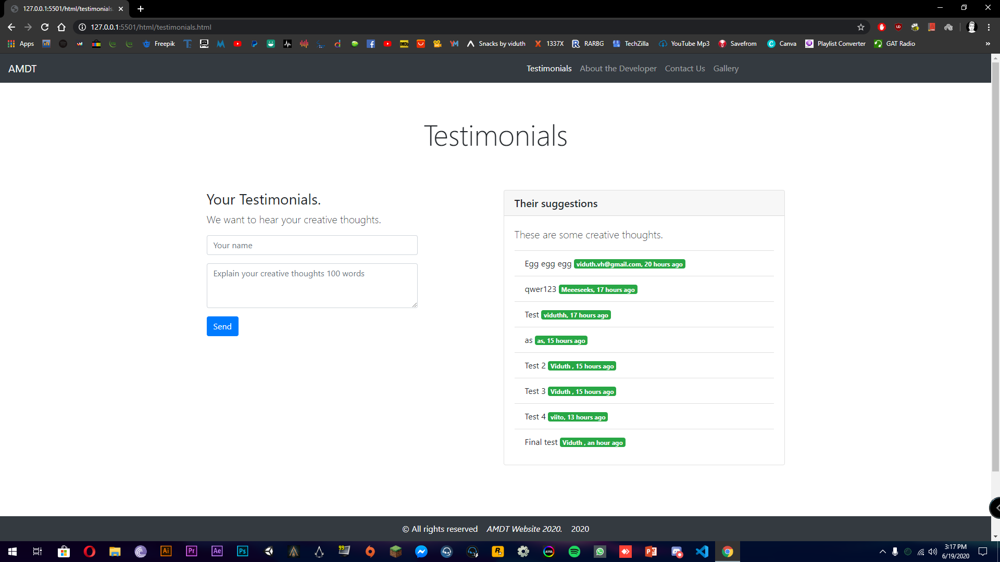 127.0.0.1:5501/html/testimonials.
127.0.0.1:5501/html/testimonials.html
Apps Freepik Snacks by viduth 1337X RARBG TechZilla YouTube Mp3 Savefrom Canva Playlist Converter GAT Radio »
AMDT Testimonials About the Developer Contact Us Gallery
Testimonials
Your Testimonials.
We want to hear your creative thoughts.
Your name
Explain your creative thoughts 100 words
Send
Their suggestions
These are some creative thoughts.
Egg egg egg viduth.vh@gmail.com, 20 hours ago
qwer123 Meeeseeks, 17 hours ago
Test viduthh, 17 hours ago
as as, 15 hours ago
Test 2 Viduth , 15 hours ago
Test 3 Viduth , 15 hours ago
Test 4 viito, 13 hours ago
Final test Viduth , an hour ago
© All rights reserved AMDT Website 2020. 2020
Ai Pr Ae Ps 99 AURA
3:17 PM
6/19/2020